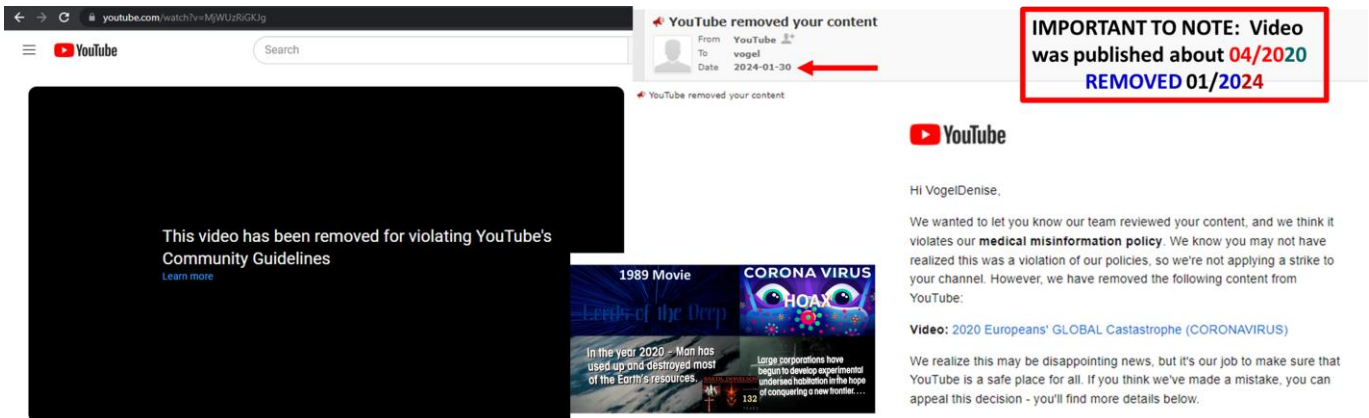 youtube.com/watch?v=MjWUzRiGKJg
YouTube
Search
This video has been removed for violating YouTube's
Community Guidelines
Learn more
YouTube removed your content
From YouTube
To vogel
Date 2024-01-30
YouTube removed your content
IMPORTANT TO NOTE: Video
was published about 04/2020
REMOVED 01/2024
1989 Movie
Lords of the Deep
In the year 2020 - Man has
used up and destroyed most
of the Earth's resources.
CORONA VIRUS
HOAX
Large corporations have
begun to develop experimental
undersea habitation in the hope
of conquering a new frontier. . . .
132
YouTube
Hi VogelDenise,
We wanted to let you know our team reviewed your content, and we think it
violates our medical misinformation policy. We know you may not have
realized this was a violation of our policies, so we're not applying a strike to
your channel. However, we have removed the following content from
YouTube:
Video: 2020 Europeans' GLOBAL Castastrophe (CORONAVIRUS)
We realize this may be disappointing news, but it's our job to make sure that
YouTube is a safe place for all. If you think we've made a mistake, you can
appeal this decision - you'll find more details below.